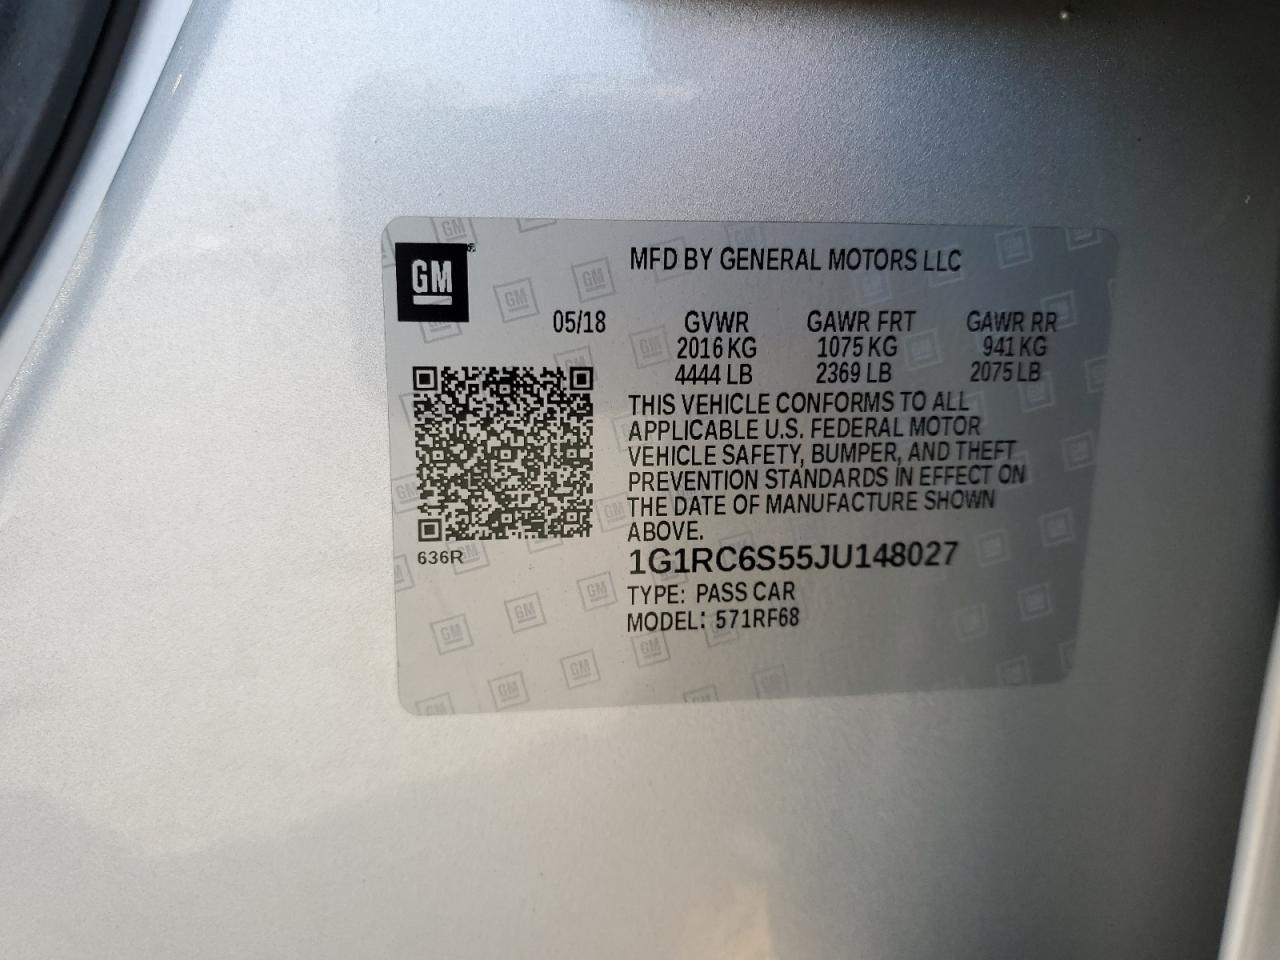 GM
MFD BY GENERAL MOTORS LLC
05/18 GVWR GAWR FRT GAWR RR
2016 KG 1075 KG 941 KG
4444 LB 2369 LB 2075 LB
THIS VEHICLE CONFORMS TO ALL
APPLICABLE U.S. FEDERAL MOTOR
VEHICLE SAFETY, BUMPER, AND THEFT
PREVENTION STANDARDS IN EFFECT ON
THE DATE OF MANUFACTURE SHOWN
ABOVE.
636R
1G1RC6S55JU148027
TYPE: PASS CAR
MODEL: 571RF68